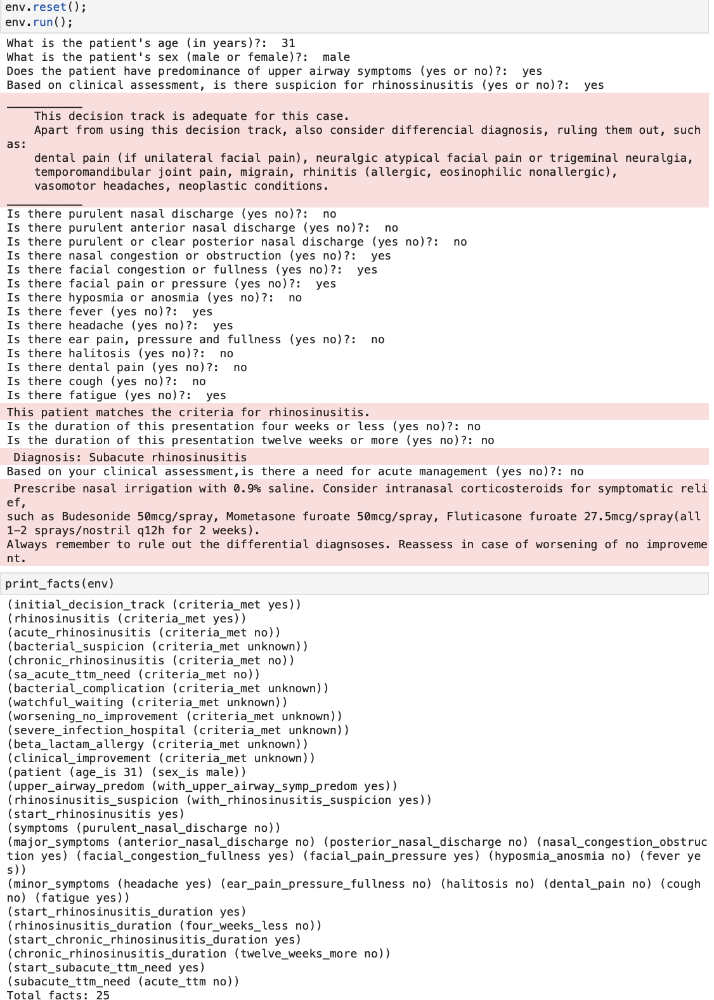 env.reset();
env.run();
What is the patient's age (in years)?:  31
What is the patient's sex (male or female)?:  male
Does the patient have predominance of upper airway symptoms (yes or no)?:  yes
Based on clinical assessment, is there suspicion for rhinossinusitis (yes or no)?:  yes
___________
    This decision track is adequate for this case.
    Apart from using this decision track, also consider differencial diagnosis, ruling them out, such
as:
    dental pain (if unilateral facial pain), neuralgic atypical facial pain or trigeminal neuralgia,
    temporomandibular joint pain, migrain, rhinitis (allergic, eosinophilic nonallergic),
    vasomotor headaches, neoplastic conditions.
___________
Is there purulent nasal discharge (yes no)?:  no
Is there purulent anterior nasal discharge (yes no)?:  no
Is there purulent or clear posterior nasal discharge (yes no)?:  no
Is there nasal congestion or obstruction (yes no)?:  yes
Is there facial congestion or fullness (yes no)?:  yes
Is there facial pain or pressure (yes no)?:  yes
Is there hyposmia or anosmia (yes no)?:  no
Is there fever (yes no)?:  yes
Is there headache (yes no)?:  yes
Is there ear pain, pressure and fullness (yes no)?:  no
Is there halitosis (yes no)?:  no
Is there dental pain (yes no)?:  no
Is there cough (yes no)?:  no
Is there fatigue (yes no)?:  yes
This patient matches the criteria for rhinosinusitis.
Is the duration of this presentation four weeks or less (yes no)?: no
Is the duration of this presentation twelve weeks or more (yes no)?: no
 Diagnosis: Subacute rhinosinusitis
Based on your clinical assessment,is there a need for acute management (yes no)?: no
 Prescribe nasal irrigation with 0.9% saline. Consider intranasal corticosteroids for symptomatic reli
ef,
such as Budesonide 50mcg/spray, Mometasone furoate 50mcg/spray, Fluticasone furoate 27.5mcg/spray(all
1–2 sprays/nostril q12h for 2 weeks).
Always remember to rule out the differential diagnsoses. Reassess in case of worsening of no improveme
nt.
print_facts(env)
(initial_decision_track (criteria_met yes))
(rhinosinusitis (criteria_met yes))
(acute_rhinosinusitis (criteria_met no))
(bacterial_suspicion (criteria_met unknown))
(chronic_rhinosinusitis (criteria_met no))
(sa_acute_ttm_need (criteria_met no))
(bacterial_complication (criteria_met unknown))
(watchful_waiting (criteria_met unknown))
(worsening_no_improvement (criteria_met unknown))
(severe_infection_hospital (criteria_met unknown))
(beta_lactam_allergy (criteria_met unknown))
(clinical_improvement (criteria_met unknown))
(patient (age_is 31) (sex_is male))
(upper_airway_predom (with_upper_airway_symp_predom yes))
(rhinosinusitis_suspicion (with_rhinosinusitis_suspicion yes))
(start_rhinosinusitis yes)
(symptoms (purulent_nasal_discharge no))
(major_symptoms (anterior_nasal_discharge no) (posterior_nasal_discharge no) (nasal_congestion_obstruc
tion yes) (facial_congestion_fullness yes) (facial_pain_pressure yes) (hyposmia_anosmia no) (fever ye
s))
(minor_symptoms (headache yes) (ear_pain_pressure_fullness no) (halitosis no) (dental_pain no) (cough
no) (fatigue yes))
(start_rhinosinusitis_duration yes)
(rhinosinusitis_duration (four_weeks_less no))
(start_chronic_rhinosinusitis_duration yes)
(chronic_rhinosinusitis_duration (twelve_weeks_more no))
(start_subacute_ttm_need yes)
(subacute_ttm_need (acute_ttm no))
Total facts: 25